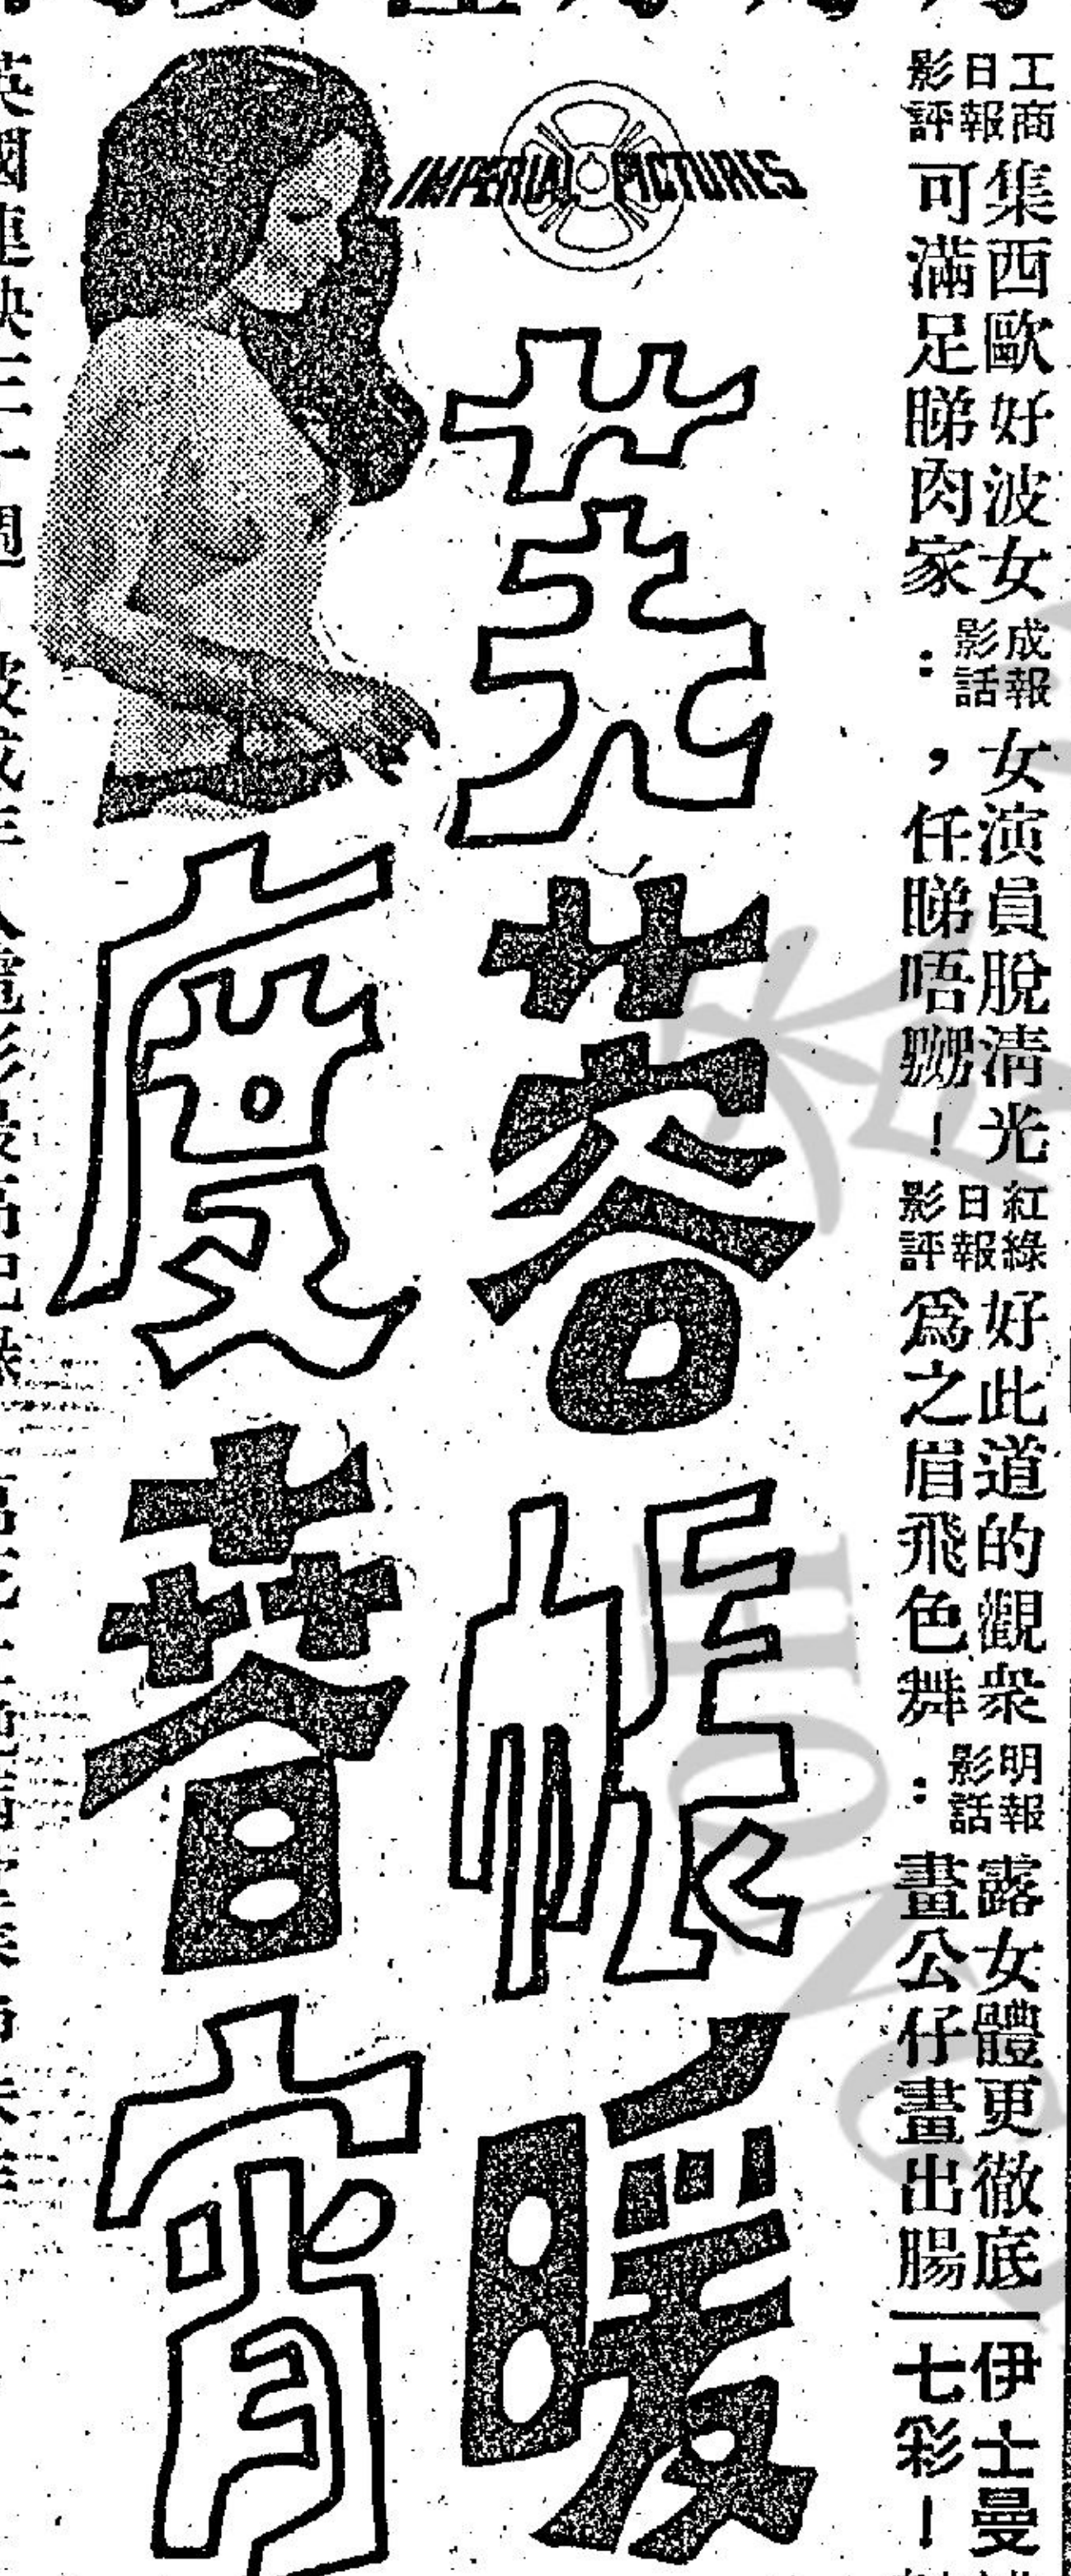 工商
日報
影評
集西歐好波女
可滿足睇肉家：
成報
影話
女演員脫清光
，任睇唔嬲！
紅綠
日報
影評
好此道的觀衆
爲之眉飛色舞：
明報
影話
露女體更徹底
畫公仔畫出腸
伊士曼
七彩！
IMPERIAL PICTURES
芙蓉帳暖
度春宵